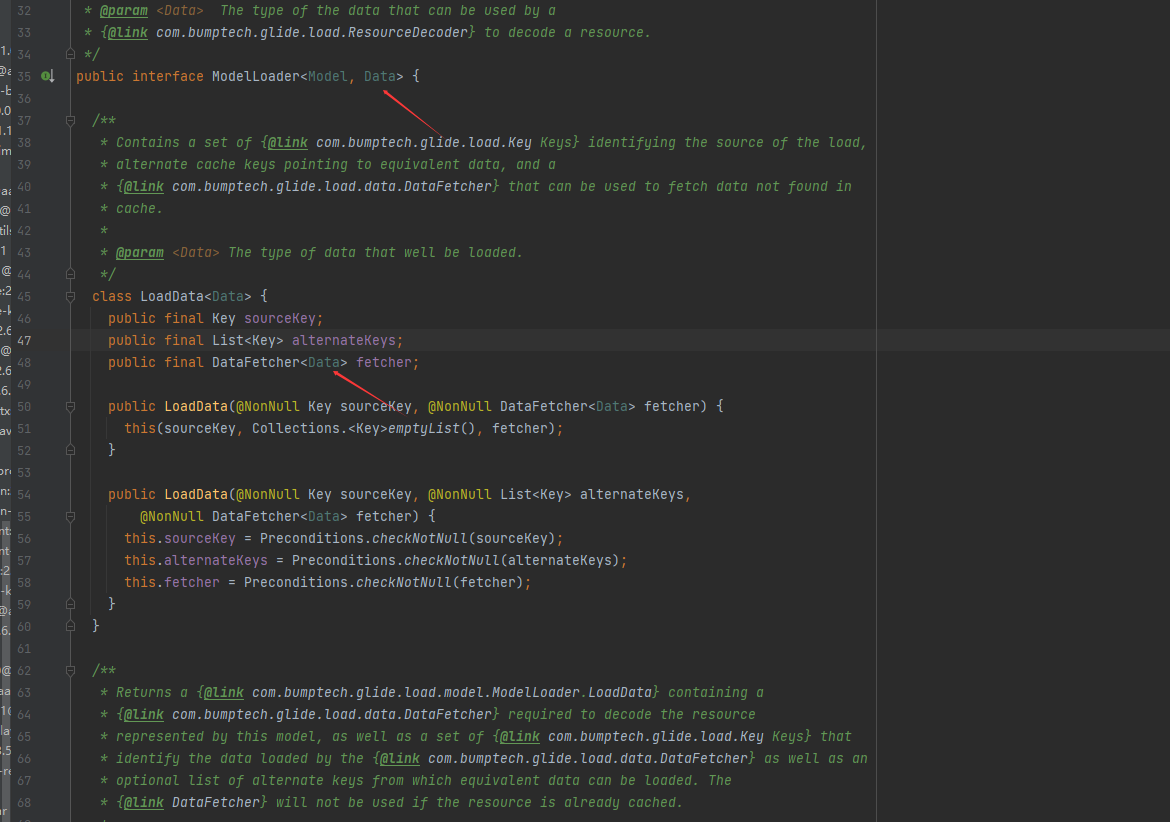 32 * @param <Data>  The type of the data that can be used by a
33 * {@link com.bumptech.glide.load.ResourceDecoder} to decode a resource.
34 */
35 public interface ModelLoader<Model, Data> {
36
37 /**
38 * Contains a set of {@link com.bumptech.glide.load.Key Keys} identifying the source of the load,
39 * alternate cache keys pointing to equivalent data, and a
40 * {@link com.bumptech.glide.load.data.DataFetcher} that can be used to fetch data not found in
41 * cache.
42 *
43 * @param <Data> The type of data that well be loaded.
44 */
45 class LoadData<Data> {
46 public final Key sourceKey;
47 public final List<Key> alternateKeys;
48 public final DataFetcher<Data> fetcher;
49
50 public LoadData(@NonNull Key sourceKey, @NonNull DataFetcher<Data> fetcher) {
51 this(sourceKey, Collections.<Key>emptyList(), fetcher);
52 }
53
54 public LoadData(@NonNull Key sourceKey, @NonNull List<Key> alternateKeys,
55 @NonNull DataFetcher<Data> fetcher) {
56 this.sourceKey = Preconditions.checkNotNull(sourceKey);
57 this.alternateKeys = Preconditions.checkNotNull(alternateKeys);
58 this.fetcher = Preconditions.checkNotNull(fetcher);
59 }
60 }
61
62 /**
63 * Returns a {@link com.bumptech.glide.load.model.ModelLoader.LoadData} containing a
64 * {@link com.bumptech.glide.load.data.DataFetcher} required to decode the resource
65 * represented by this model, as well as a set of {@link com.bumptech.glide.load.Key Keys} that
66 * identify the data loaded by the {@link com.bumptech.glide.load.data.DataFetcher} as well as an
67 * optional list of alternate keys from which equivalent data can be loaded. The
68 * {@link DataFetcher} will not be used if the resource is already cached.